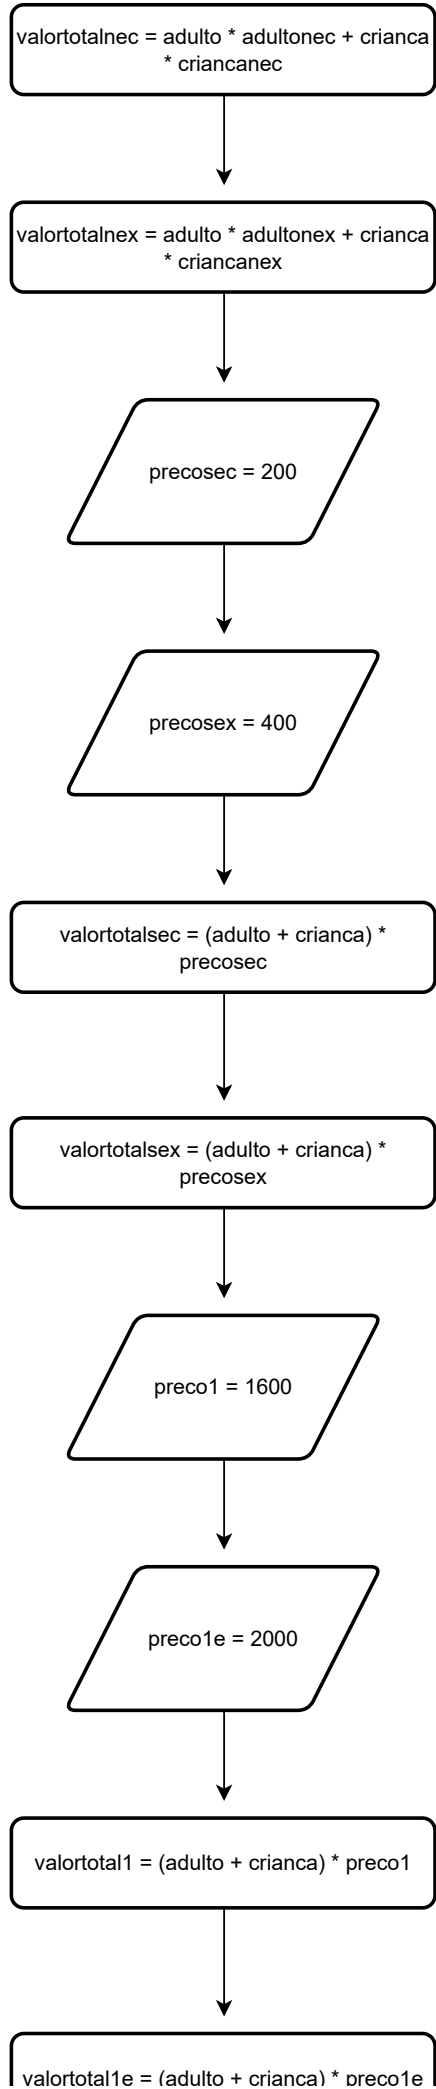 valortotalnec = adulto * adultonec + crianca
* criancanec
valortotalnex = adulto * adultonex + crianca
* criancanex
precosec = 200
precosex = 400
valortotalsec = (adulto + crianca) *
precosec
valortotalsex = (adulto + crianca) *
precosex
preco1 = 1600
preco1e = 2000
valortotal1 = (adulto + crianca) * preco1
valortotal1e = (adulto + crianca) * preco1e